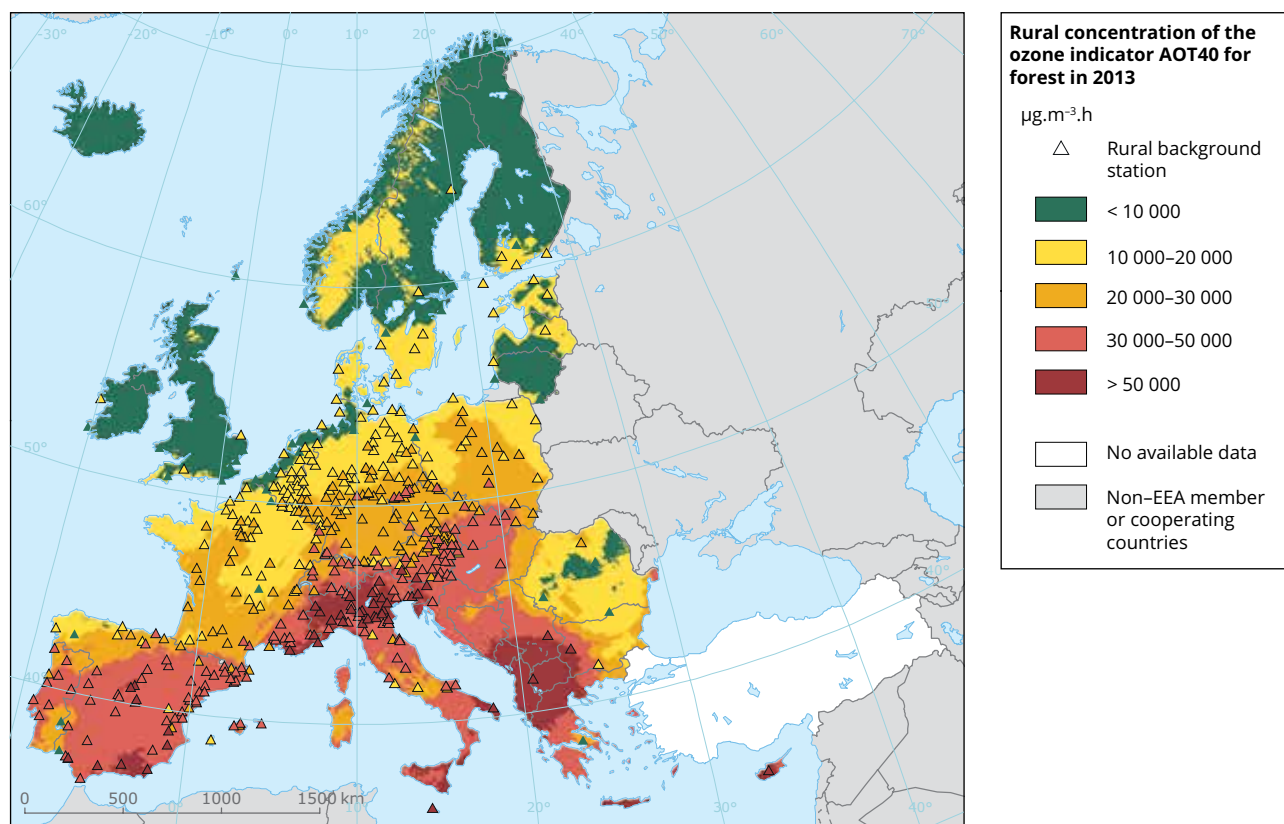 -30°
-20°
-10°
0°
10°
20°
30°
40°
50°
60°
70°
60°
50°
50°
40°
40°
40°
0°
10°
20°
30°
40°
0 500 1000 1500 km
Rural concentration of the
ozone indicator AOT40 for
forest in 2013
µg.m⁻³.h
Rural background
station
< 10 000
10 000–20 000
20 000–30 000
30 000–50 000
> 50 000
No available data
Non–EEA member
or cooperating
countries